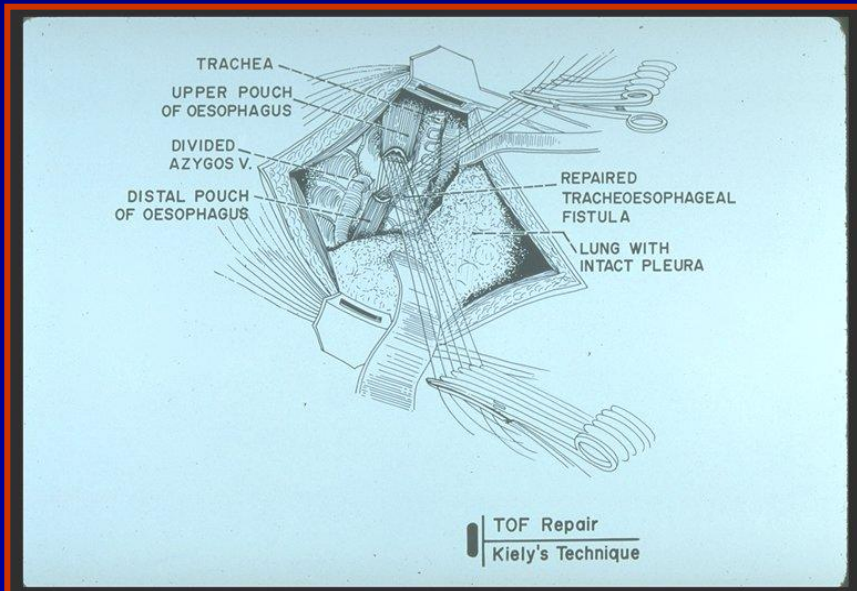 TRACHEA
UPPER POUCH
OF OESOPHAGUS
DIVIDED
AZYGOS V.
DISTAL POUCH
OF OESOPHAGUS
REPAIRED
TRACHEOESOPHAGEAL
FISTULA
LUNG WITH
INTACT PLEURA
TOF Repair
Kiely's Technique